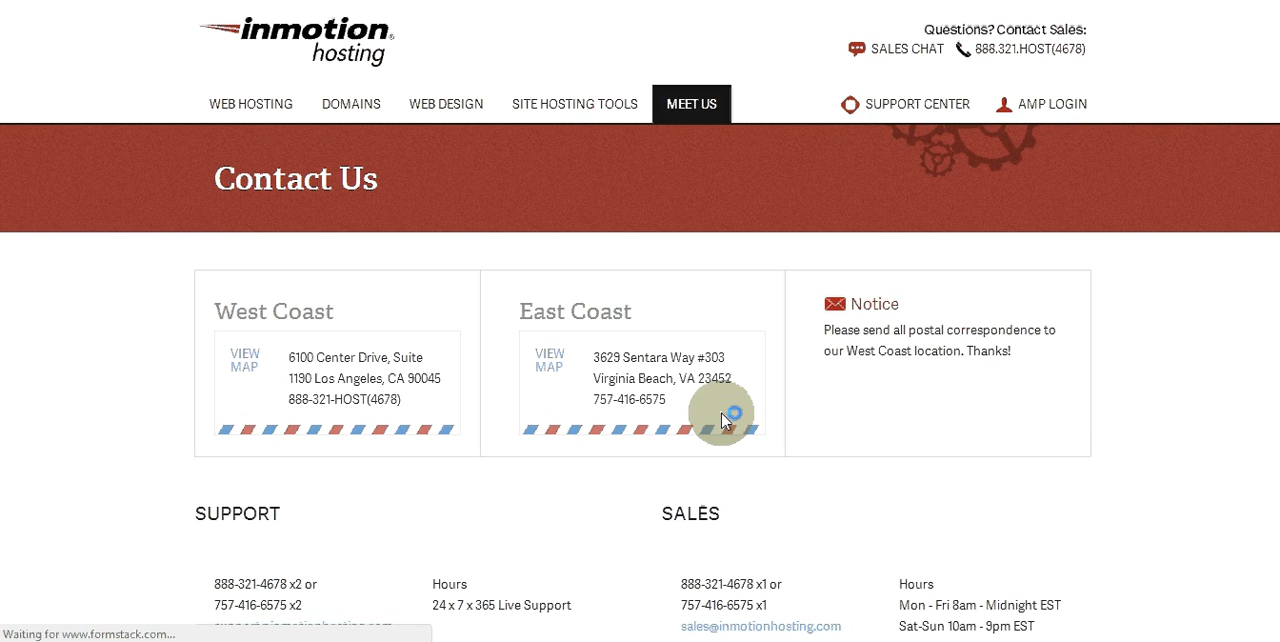 inmotion®
hosting
Questions? Contact Sales:
SALES CHAT 888.321.HOST(4678)
WEB HOSTING DOMAINS WEB DESIGN SITE HOSTING TOOLS MEET US SUPPORT CENTER AMP LOGIN
Contact Us
West Coast
VIEW
MAP
6100 Center Drive, Suite
1190 Los Angeles, CA 90045
888-321-HOST(4678)
East Coast
VIEW
MAP
3629 Sentara Way #303
Virginia Beach, VA 23452
757-416-6575
Notice
Please send all postal correspondence to
our West Coast location. Thanks!
SUPPORT
888-321-4678 x2 or
757-416-6575 x2
support@inmotionhosting.com
Hours
24 x 7 x 365 Live Support
SALES
888-321-4678 x1 or
757-416-6575 x1
sales@inmotionhosting.com
Hours
Mon - Fri 8am - Midnight EST
Sat-Sun 10am - 9pm EST
Waiting for www.formstack.com...